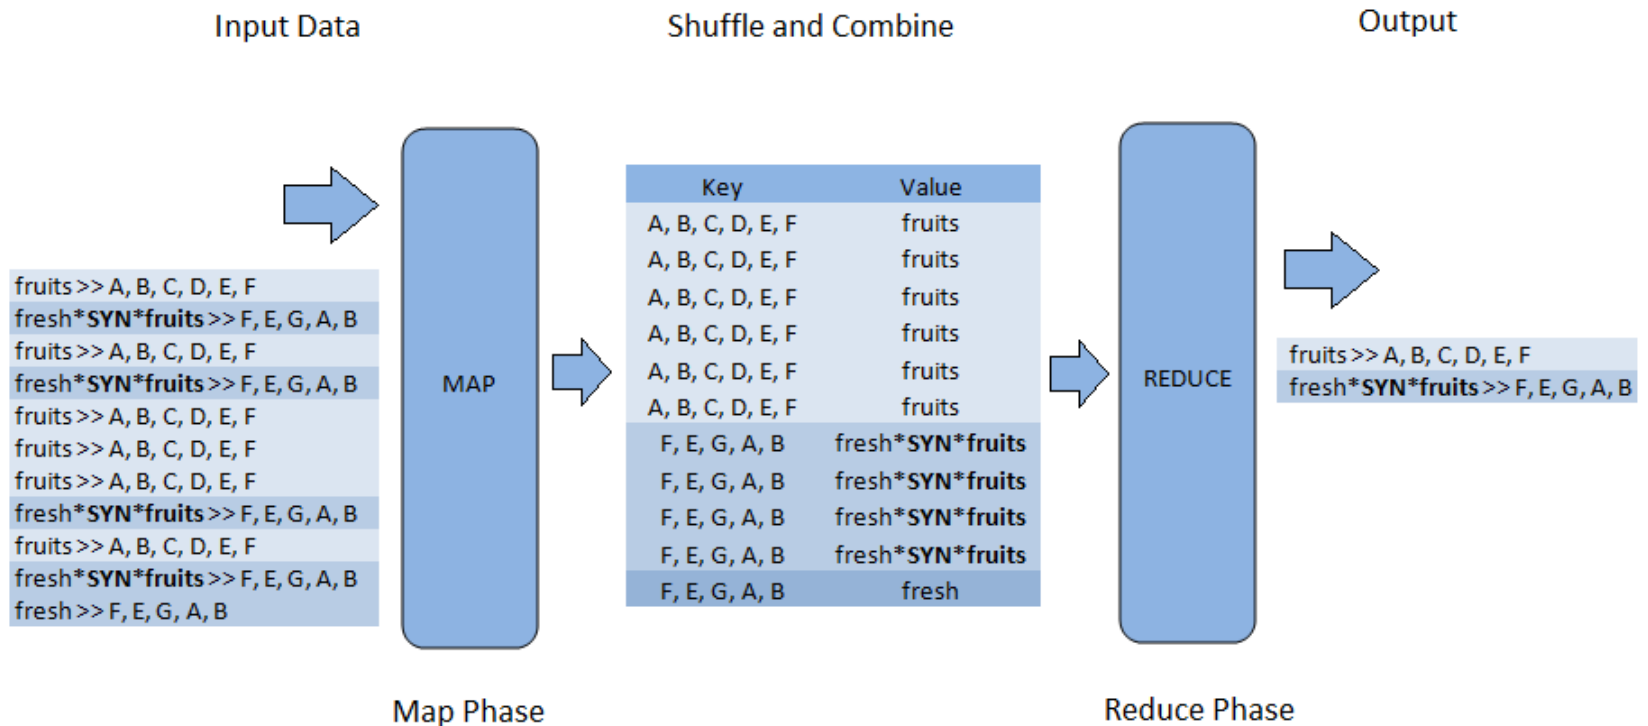 Input Data
Shuffle and Combine
Output
fruits >> A, B, C, D, E, F
fresh*SYN*fruits >> F, E, G, A, B
fruits >> A, B, C, D, E, F
fresh*SYN*fruits >> F, E, G, A, B
fruits >> A, B, C, D, E, F
fruits >> A, B, C, D, E, F
fruits >> A, B, C, D, E, F
fresh*SYN*fruits >> F, E, G, A, B
fruits >> A, B, C, D, E, F
fresh*SYN*fruits >> F, E, G, A, B
fresh >> F, E, G, A, B
MAP
Key Value
A, B, C, D, E, F fruits
A, B, C, D, E, F fruits
A, B, C, D, E, F fruits
A, B, C, D, E, F fruits
A, B, C, D, E, F fruits
A, B, C, D, E, F fruits
F, E, G, A, B fresh*SYN*fruits
F, E, G, A, B fresh*SYN*fruits
F, E, G, A, B fresh*SYN*fruits
F, E, G, A, B fresh*SYN*fruits
F, E, G, A, B fresh
REDUCE
fruits >> A, B, C, D, E, F
fresh*SYN*fruits >> F, E, G, A, B
Map Phase
Reduce Phase